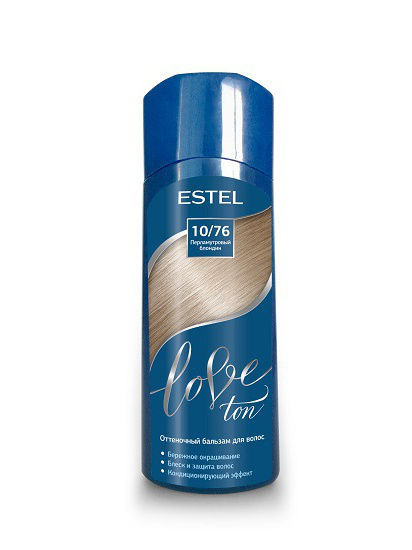 ESTEL
10/76
Перламутровый
блондин
love
ton
Оттеночный бальзам для волос
• Бережное окрашивание
• Блеск и защита волос
• Кондиционирующий эффект